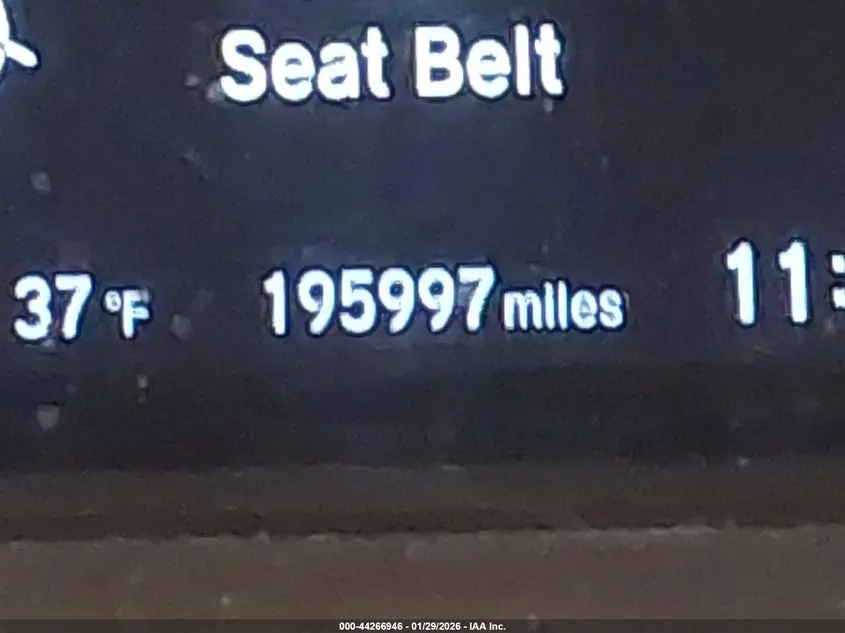 Seat Belt
37 °F 195997 miles 11:
000-44266946 - 01/29/2026 - IAA Inc.